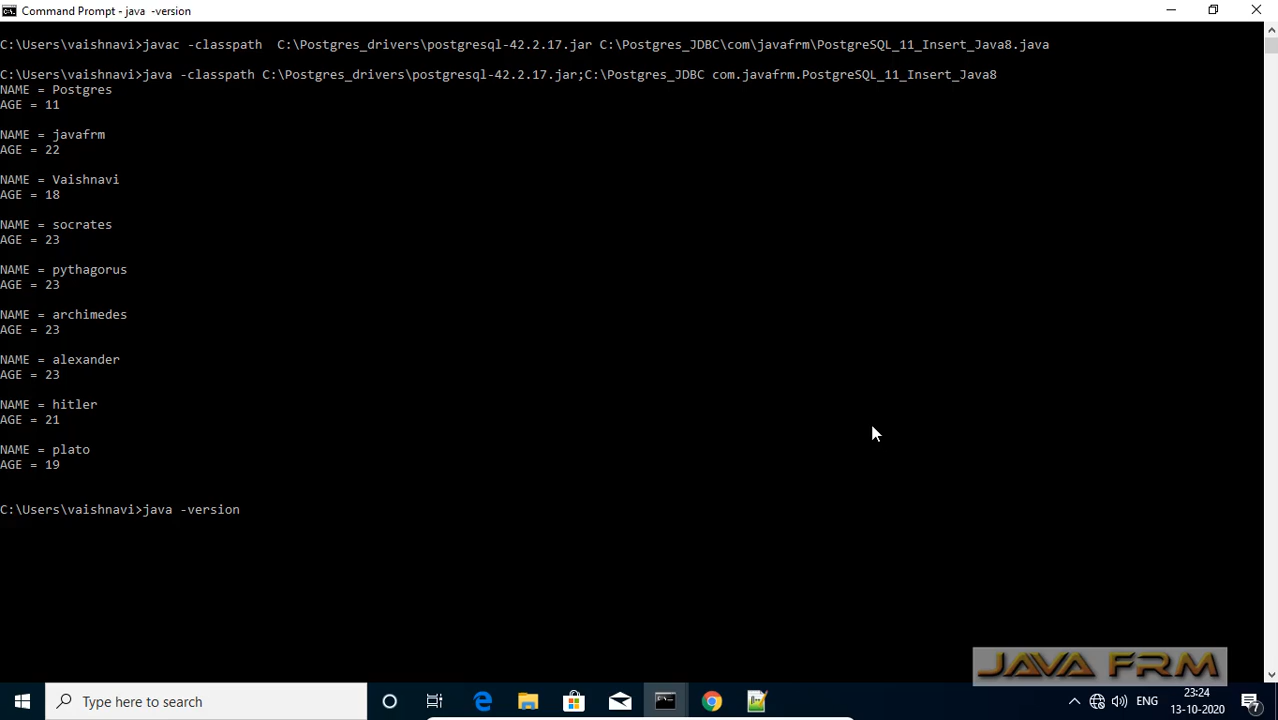 Command Prompt - java  -version
C:\Users\vaishnavi>javac -classpath  C:\Postgres_drivers\postgresql-42.2.17.jar C:\Postgres_JDBC\com\javafrm\PostgreSQL_11_Insert_Java8.java
C:\Users\vaishnavi>java -classpath C:\Postgres_drivers\postgresql-42.2.17.jar;C:\Postgres_JDBC com.javafrm.PostgreSQL_11_Insert_Java8
NAME = Postgres
AGE = 11
NAME = javafrm
AGE = 22
NAME = Vaishnavi
AGE = 18
NAME = socrates
AGE = 23
NAME = pythagorus
AGE = 23
NAME = archimedes
AGE = 23
NAME = alexander
AGE = 23
NAME = hitler
AGE = 21
NAME = plato
AGE = 19
C:\Users\vaishnavi>java -version
JAVA FRM
Type here to search
ENG
23:24
13-10-2020
7